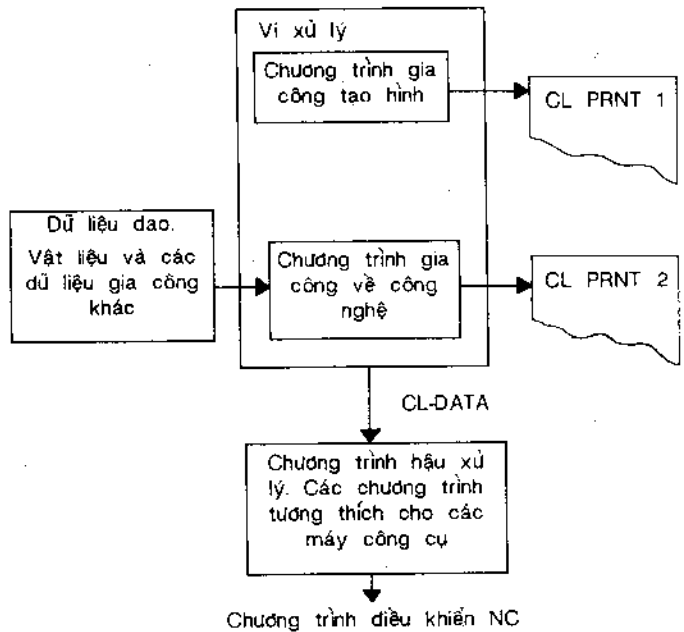 Vi xử lý
Chương trình gia
công tạo hình
CL PRNT 1
Dữ liệu dao.
Vật liệu và các
dữ liệu gia công
khác
Chương trình gia
công về công
nghệ
CL PRNT 2
CL-DATA
Chương trình hậu xử
lý. Các chương trình
tương thích cho các
máy công cụ
Chương trình điều khiển NC